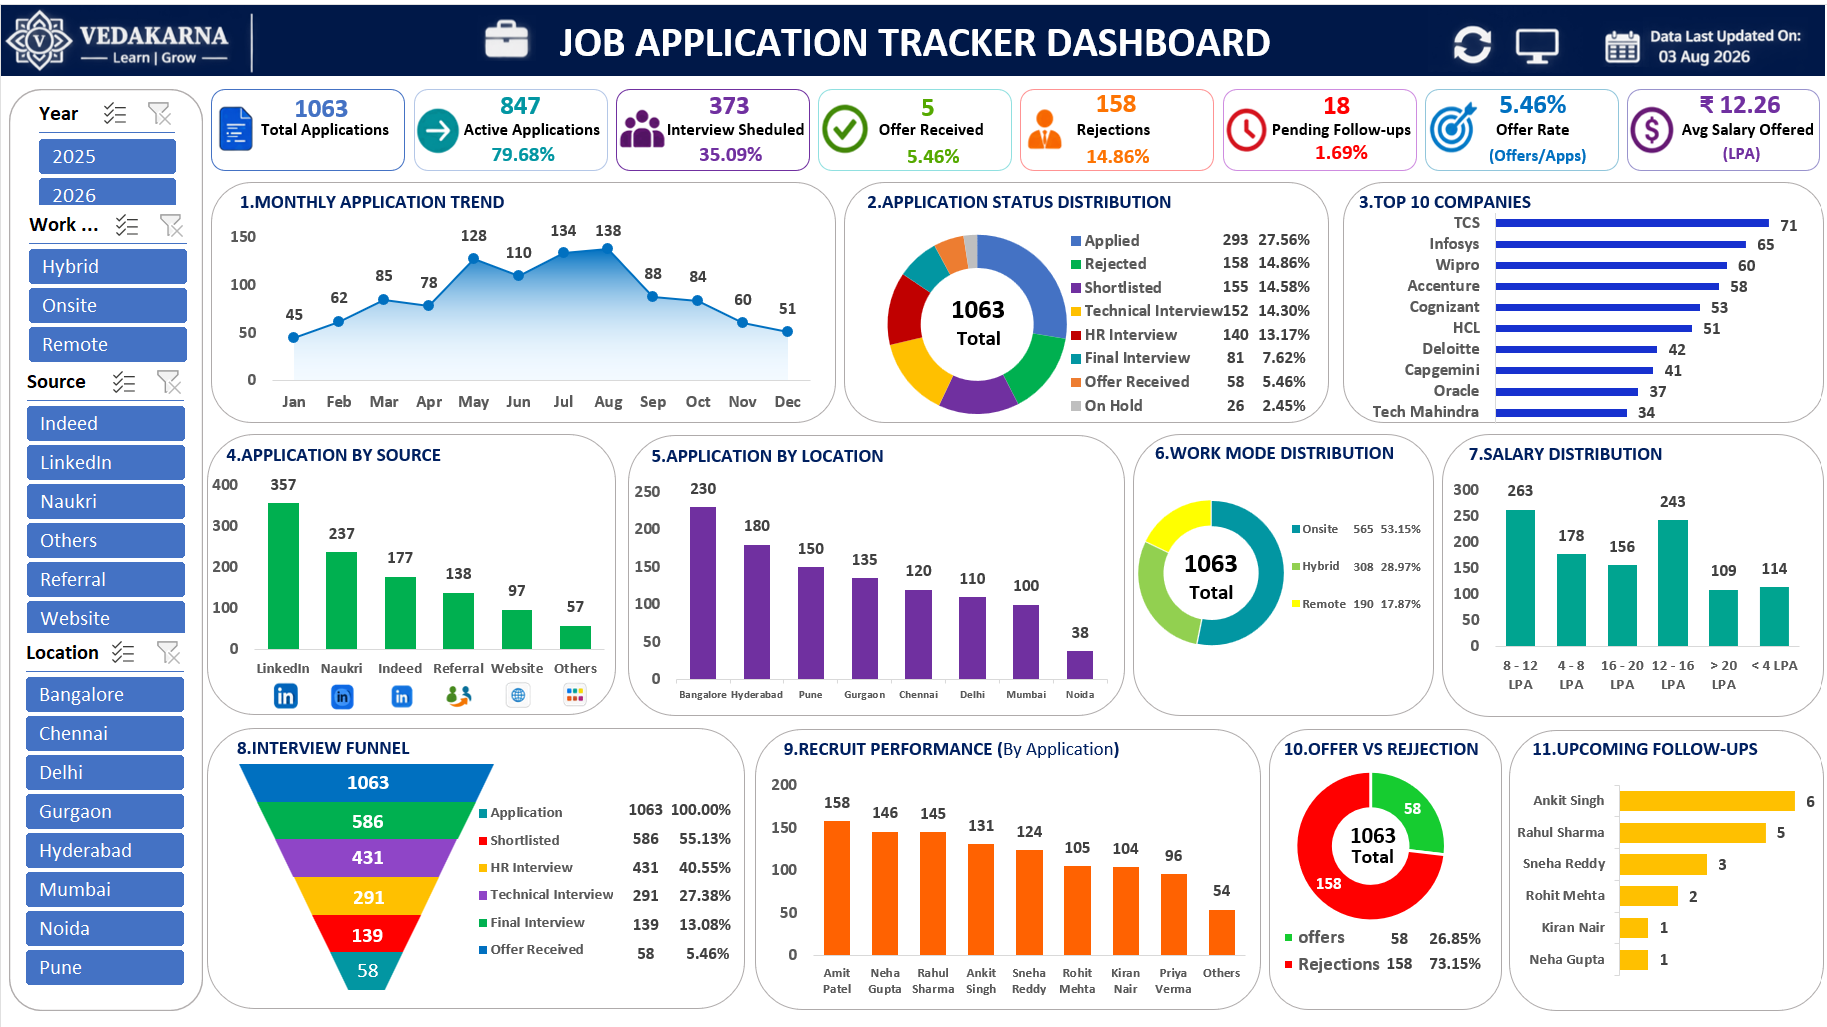 VEDAKARNA
Learn | Grow
JOB APPLICATION TRACKER DASHBOARD
Data Last Updated On:
03 Aug 2026
Year
2025
2026
Work ...
Hybrid
Onsite
Remote
Source
Indeed
LinkedIn
Naukri
Others
Referral
Website
Location
Bangalore
Chennai
Delhi
Gurgaon
Hyderabad
Mumbai
Noida
Pune
1063
Total Applications
847
Active Applications
79.68%
373
Interview Sheduled
35.09%
5
Offer Received
5.46%
158
Rejections
14.86%
18
Pending Follow-ups
1.69%
5.46%
Offer Rate
(Offers/Apps)
₹ 12.26
Avg Salary Offered
(LPA)
1.MONTHLY APPLICATION TREND
150
100
50
0
45
62
85
78
128
110
134
138
88
84
60
51
Jan Feb Mar Apr May Jun Jul Aug Sep Oct Nov Dec
2.APPLICATION STATUS DISTRIBUTION
1063
Total
Applied 293 27.56%
Rejected 158 14.86%
Shortlisted 155 14.58%
Technical Interview 152 14.30%
HR Interview 140 13.17%
Final Interview 81 7.62%
Offer Received 58 5.46%
On Hold 26 2.45%
3.TOP 10 COMPANIES
TCS 71
Infosys 65
Wipro 60
Accenture 58
Cognizant 53
HCL 51
Deloitte 42
Capgemini 41
Oracle 37
Tech Mahindra 34
4.APPLICATION BY SOURCE
400
300
200
100
0
357
237
177
138
97
57
LinkedIn Naukri Indeed Referral Website Others
in
in
in
5.APPLICATION BY LOCATION
250
200
150
100
50
0
230
180
150
135
120
110
100
38
Bangalore Hyderabad Pune Gurgaon Chennai Delhi Mumbai Noida
6.WORK MODE DISTRIBUTION
1063
Total
Onsite 565 53.15%
Hybrid 308 28.97%
Remote 190 17.87%
7.SALARY DISTRIBUTION
300
250
200
150
100
50
0
263
178
156
243
109
114
8 - 12 4 - 8 16 - 20 12 - 16 > 20 < 4 LPA
LPA LPA LPA LPA LPA
8.INTERVIEW FUNNEL
1063
586
431
291
139
58
Application 1063 100.00%
Shortlisted 586 55.13%
HR Interview 431 40.55%
Technical Interview 291 27.38%
Final Interview 139 13.08%
Offer Received 58 5.46%
9.RECRUIT PERFORMANCE (By Application)
200
150
100
50
0
158
146
145
131
124
105
104
96
54
Amit Neha Rahul Ankit Sneha Rohit Kiran Priya Others
Patel Gupta Sharma Singh Reddy Mehta Nair Verma
10.OFFER VS REJJECTION
58
1063
Total
158
offers 58 26.85%
Rejections 158 73.15%
11.UPCOMING FOLLOW-UPS
Ankit Singh 6
Rahul Sharma 5
Sneha Reddy 3
Rohit Mehta 2
Kiran Nair 1
Neha Gupta 1